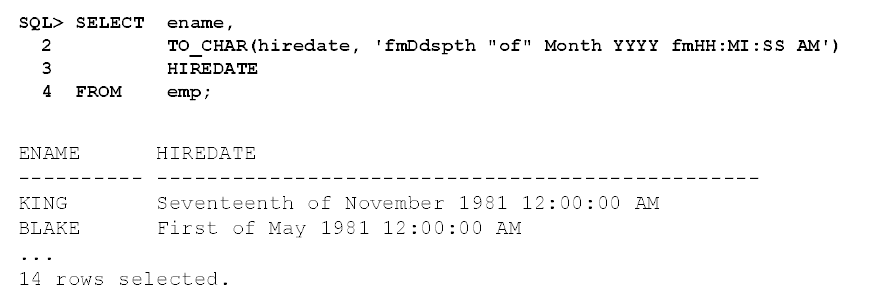 SQL> SELECT ename,
2 TO_CHAR(hiredate, 'fmDdspth "of" Month YYYY fmHH:MI:SS AM')
3 HIREDATE
4 FROM emp;
ENAME HIREDATE
---------- ------------------------------------------------
KING Seventeenth of November 1981 12:00:00 AM
BLAKE First of May 1981 12:00:00 AM
...
14 rows selected.